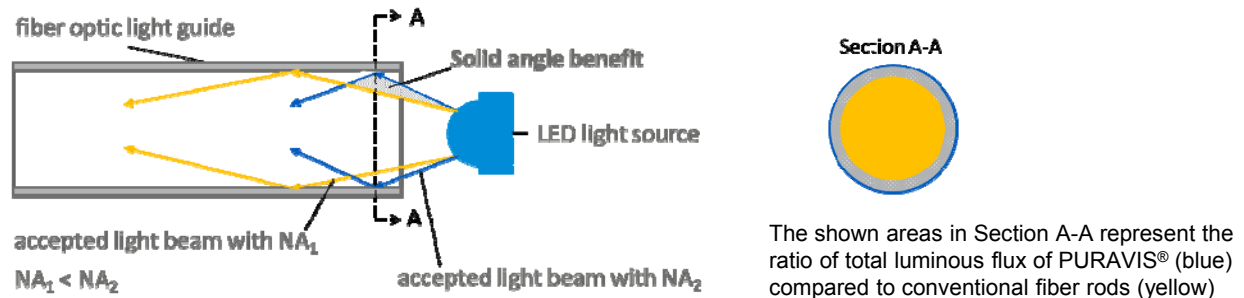 fiber optic light guide
A
Solid angle benefit
LED light source
A
accepted light beam with NA₁
NA₁ < NA₂
accepted light beam with NA₂
Section A-A
The shown areas in Section A-A represent the
ratio of total luminous flux of PURAVIS® (blue)
compared to conventional fiber rods (yellow)